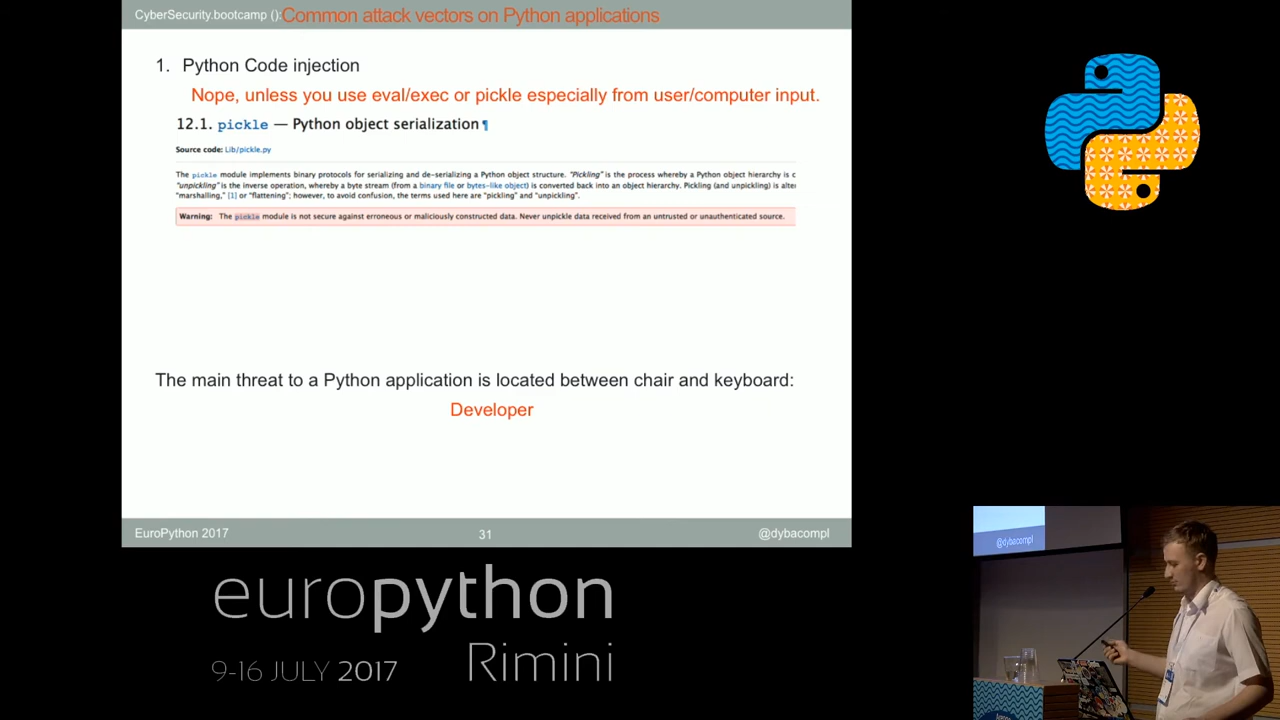 CyberSecurity.bootcamp ():Common attack vectors on Python applications
1. Python Code injection
Nope, unless you use eval/exec or pickle especially from user/computer input.
12.1. pickle — Python object serialization¶
Source code: Lib/pickle.py
The pickle module implements binary protocols for serializing and de-serializing a Python object structure. "Pickling" is the process whereby a Python object hierarchy is c
"unpickling" is the inverse operation, whereby a byte stream (from a binary file or bytes-like object) is converted back into an object hierarchy. Pickling (and unpickling) is alter
"marshalling," [1] or "flattening"; however, to avoid confusion, the terms used here are "pickling" and "unpickling".
Warning: The pickle module is not secure against erroneous or maliciously constructed data. Never unpickle data received from an untrusted or unauthenticated source.
The main threat to a Python application is located between chair and keyboard:
Developer
EuroPython 2017 31 @dybacompl
europython
9-16 JULY 2017 Rimini
@dybacompl